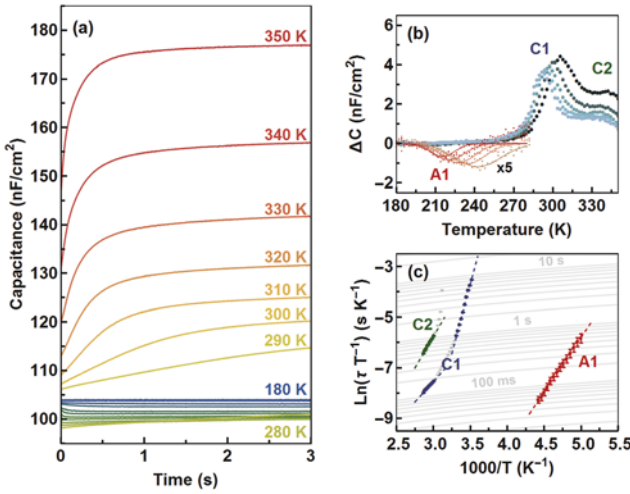 (a)
Capacitance (nF/cm²)
180
170
160
150
140
130
120
110
100
350 K
340 K
330 K
320 K
310 K
300 K
290 K
180 K
280 K
0
1
2
3
Time (s)
(b)
ΔC (nF/cm²)
6
4
2
0
−2
C1
C2
A1
x5
180
210
240
270
300
330
Temperature (K)
(c)
Ln(τ T⁻¹) (s K⁻¹)
-3
-5
-6
-8
-9
10 s
1 s
100 ms
C2
C1
A1
2.5
3.0
3.5
4.0
4.5
5.0
5.5
1000/T (K⁻¹)